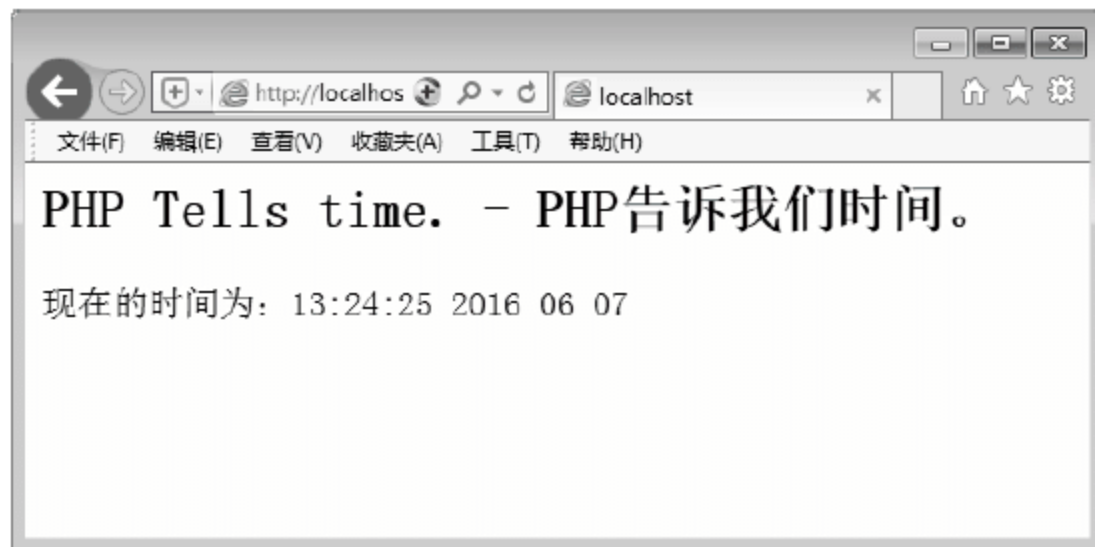 http://localhos
localhost
文件(F) 编辑(E) 查看(V) 收藏夹(A) 工具(T) 帮助(H)
PHP Tells time. - PHP告诉我们时间。
现在的时间为：13:24:25 2016 06 07